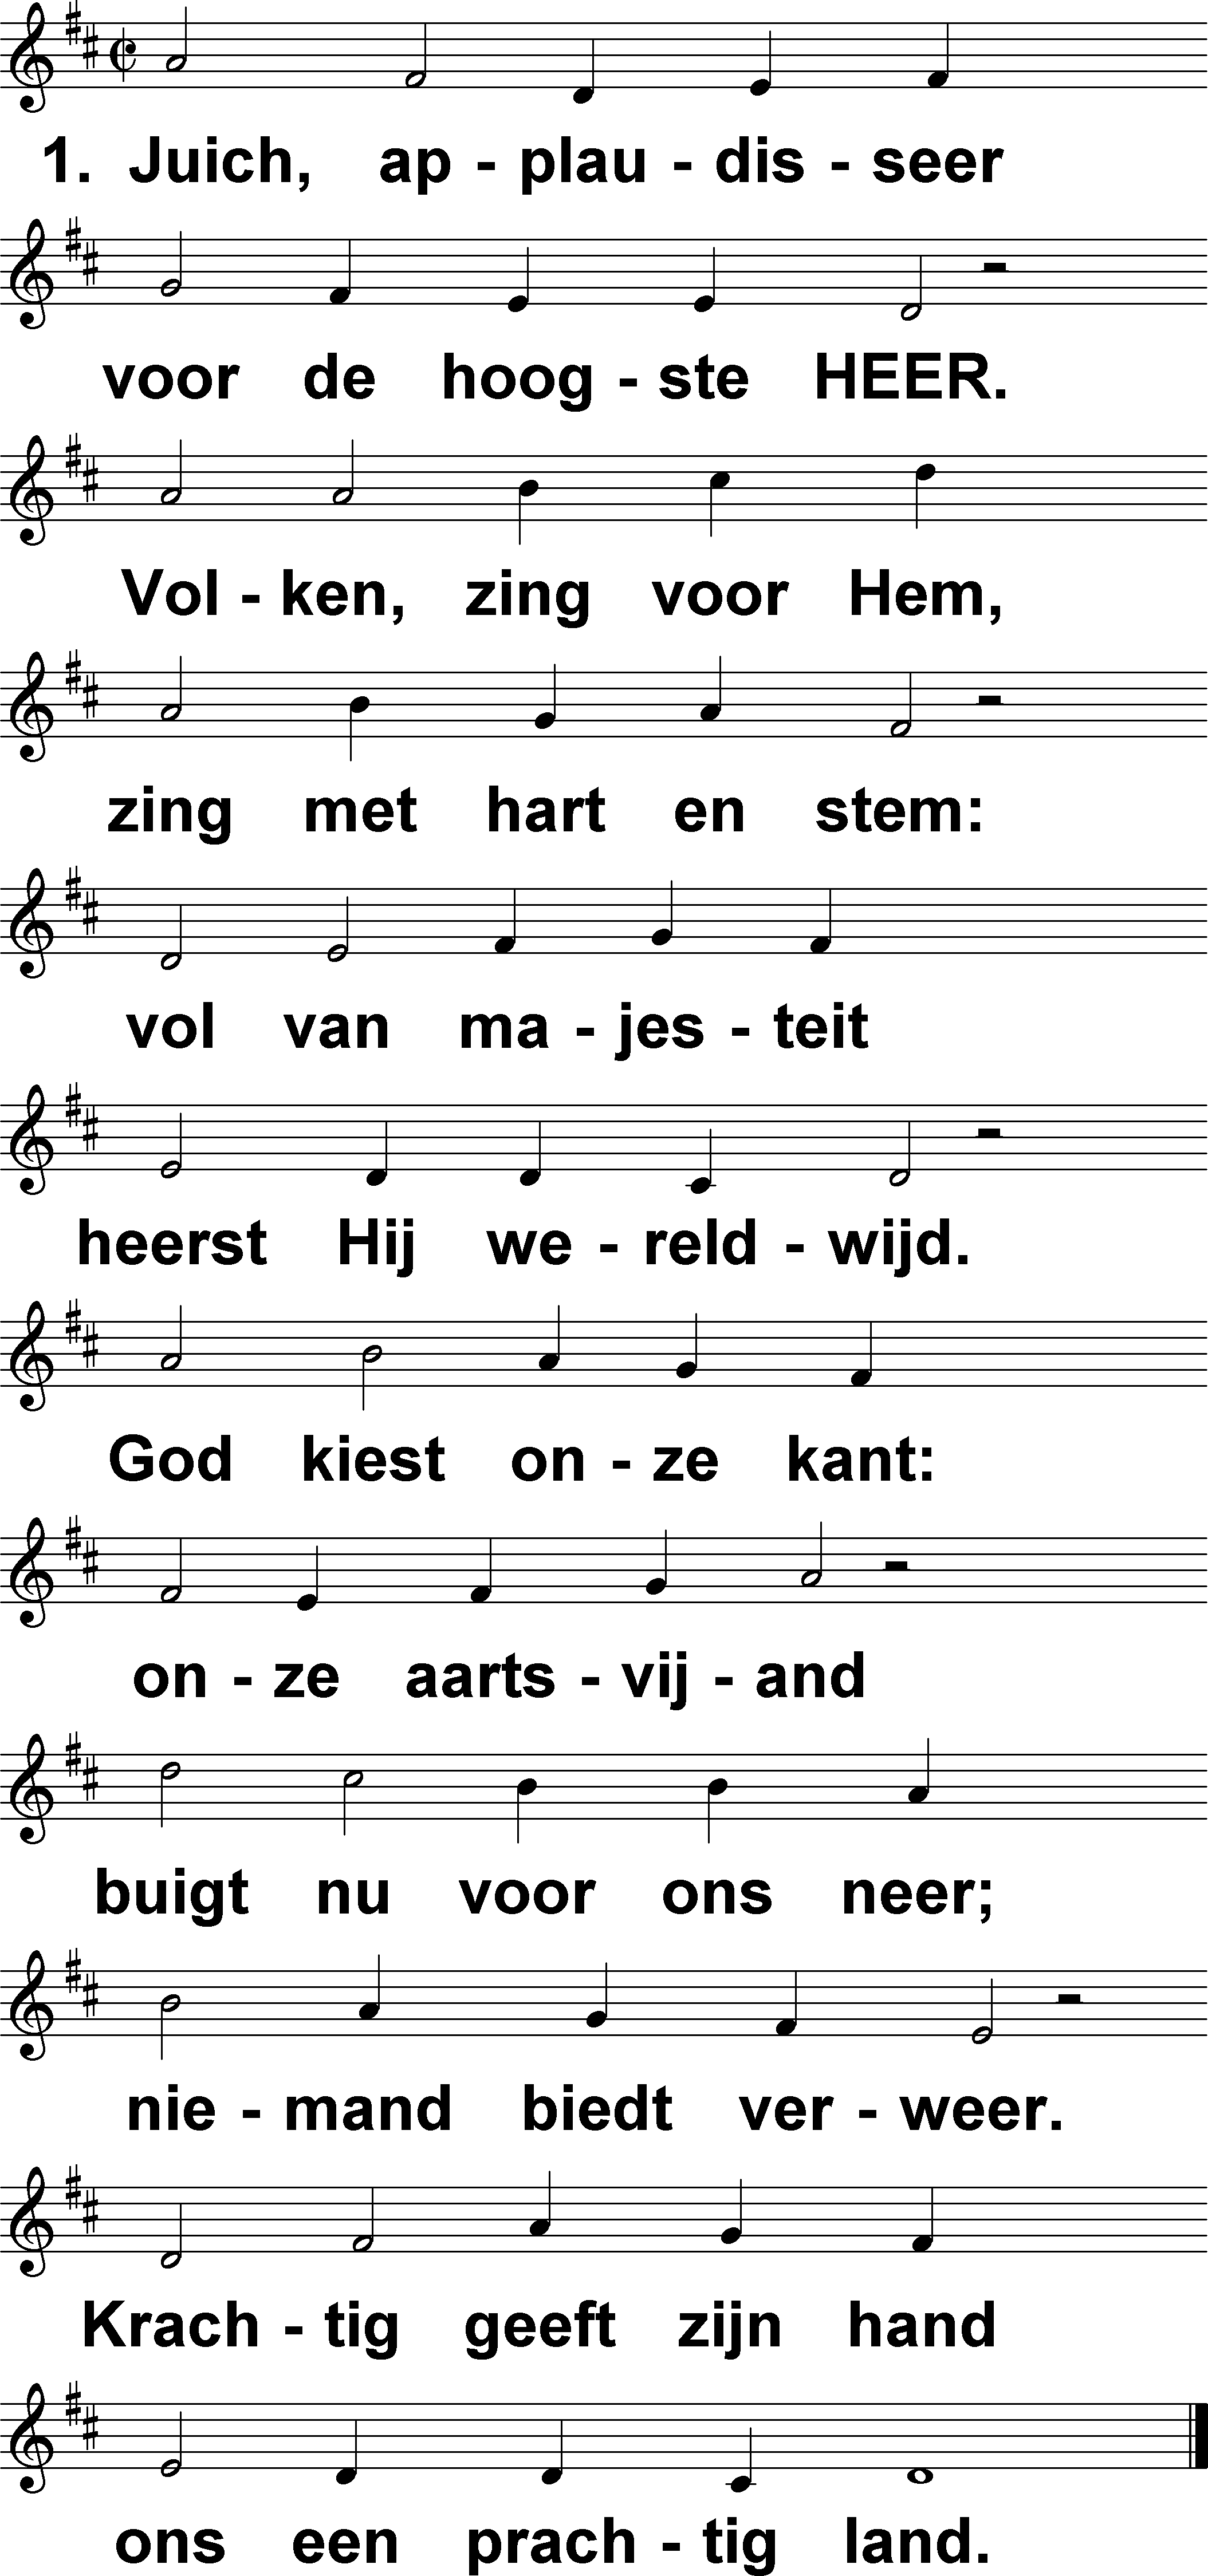 1. Juich, ap - plau - dis - seer
voor de hoog - ste HEER.
Vol - ken, zing voor Hem,
zing met hart en stem:
vol van ma - jes - teit
heerst Hij we - reld - wijd.
God kiest on - ze kant:
on - ze aarts - vij - and
buigt nu voor ons neer;
nie - mand biedt ver - weer.
Krach - tig geeft zijn hand
ons een prach - tig land.